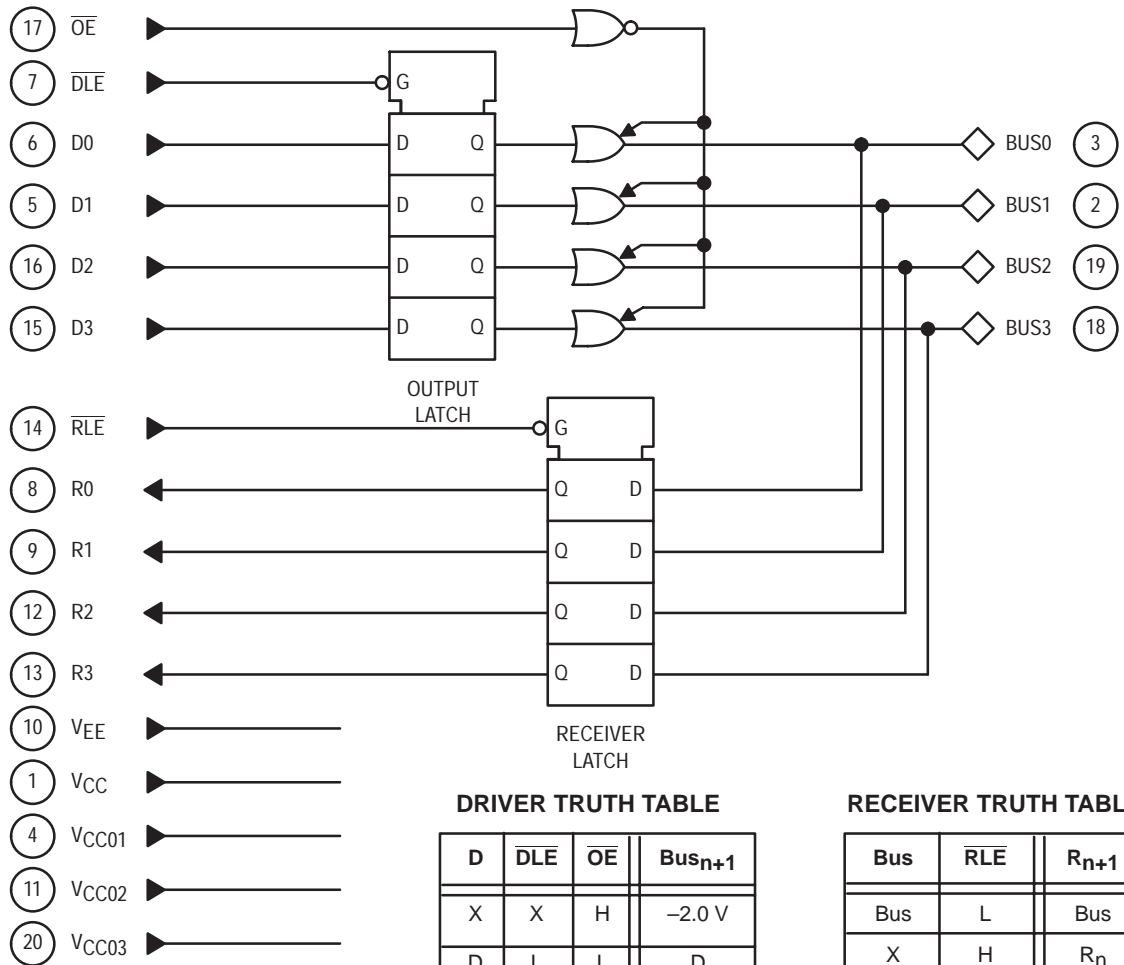 17 OE
7 DLE G
6 D0 D Q BUS0 3
5 D1 D Q BUS1 2
16 D2 D Q BUS2 19
15 D3 D Q BUS3 18
OUTPUT
LATCH
14 RLE G
8 R0 Q D
9 R1 Q D
12 R2 Q D
13 R3 Q D
RECEIVER
LATCH
10 VEE
1 VCC
4 VCC01
11 VCC02
20 VCC03
DRIVER TRUTH TABLE
D DLE OE Busn+1
X X H –2.0 V
D L L D
RECEIVER TRUTH TABL
Bus RLE Rn+1
Bus L Bus
X H Rn